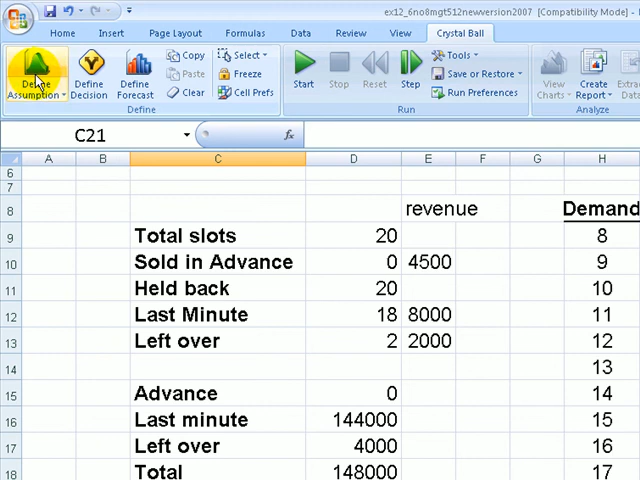 ex12_6no8mgt512newversion2007 [Compatibility Mode] -
Home Insert Page Layout Formulas Data Review View Crystal Ball
Define Assumption
Define Decision
Define Forecast
Copy
Paste
Clear
Select
Freeze
Cell Prefs
Define
Start
Stop
Reset
Step
Tools
Save or Restore
Run Preferences
Run
View Charts
Create Report
Extrac
Data
Analyze
C21 fx
A B C D E F G H
6
7
8 revenue Demand
9 Total slots 20 8
10 Sold in Advance 0 4500 9
11 Held back 20 10
12 Last Minute 18 8000 11
13 Left over 2 2000 12
14 13
15 Advance 0 14
16 Last minute 144000 15
17 Left over 4000 16
18 Total 148000 17